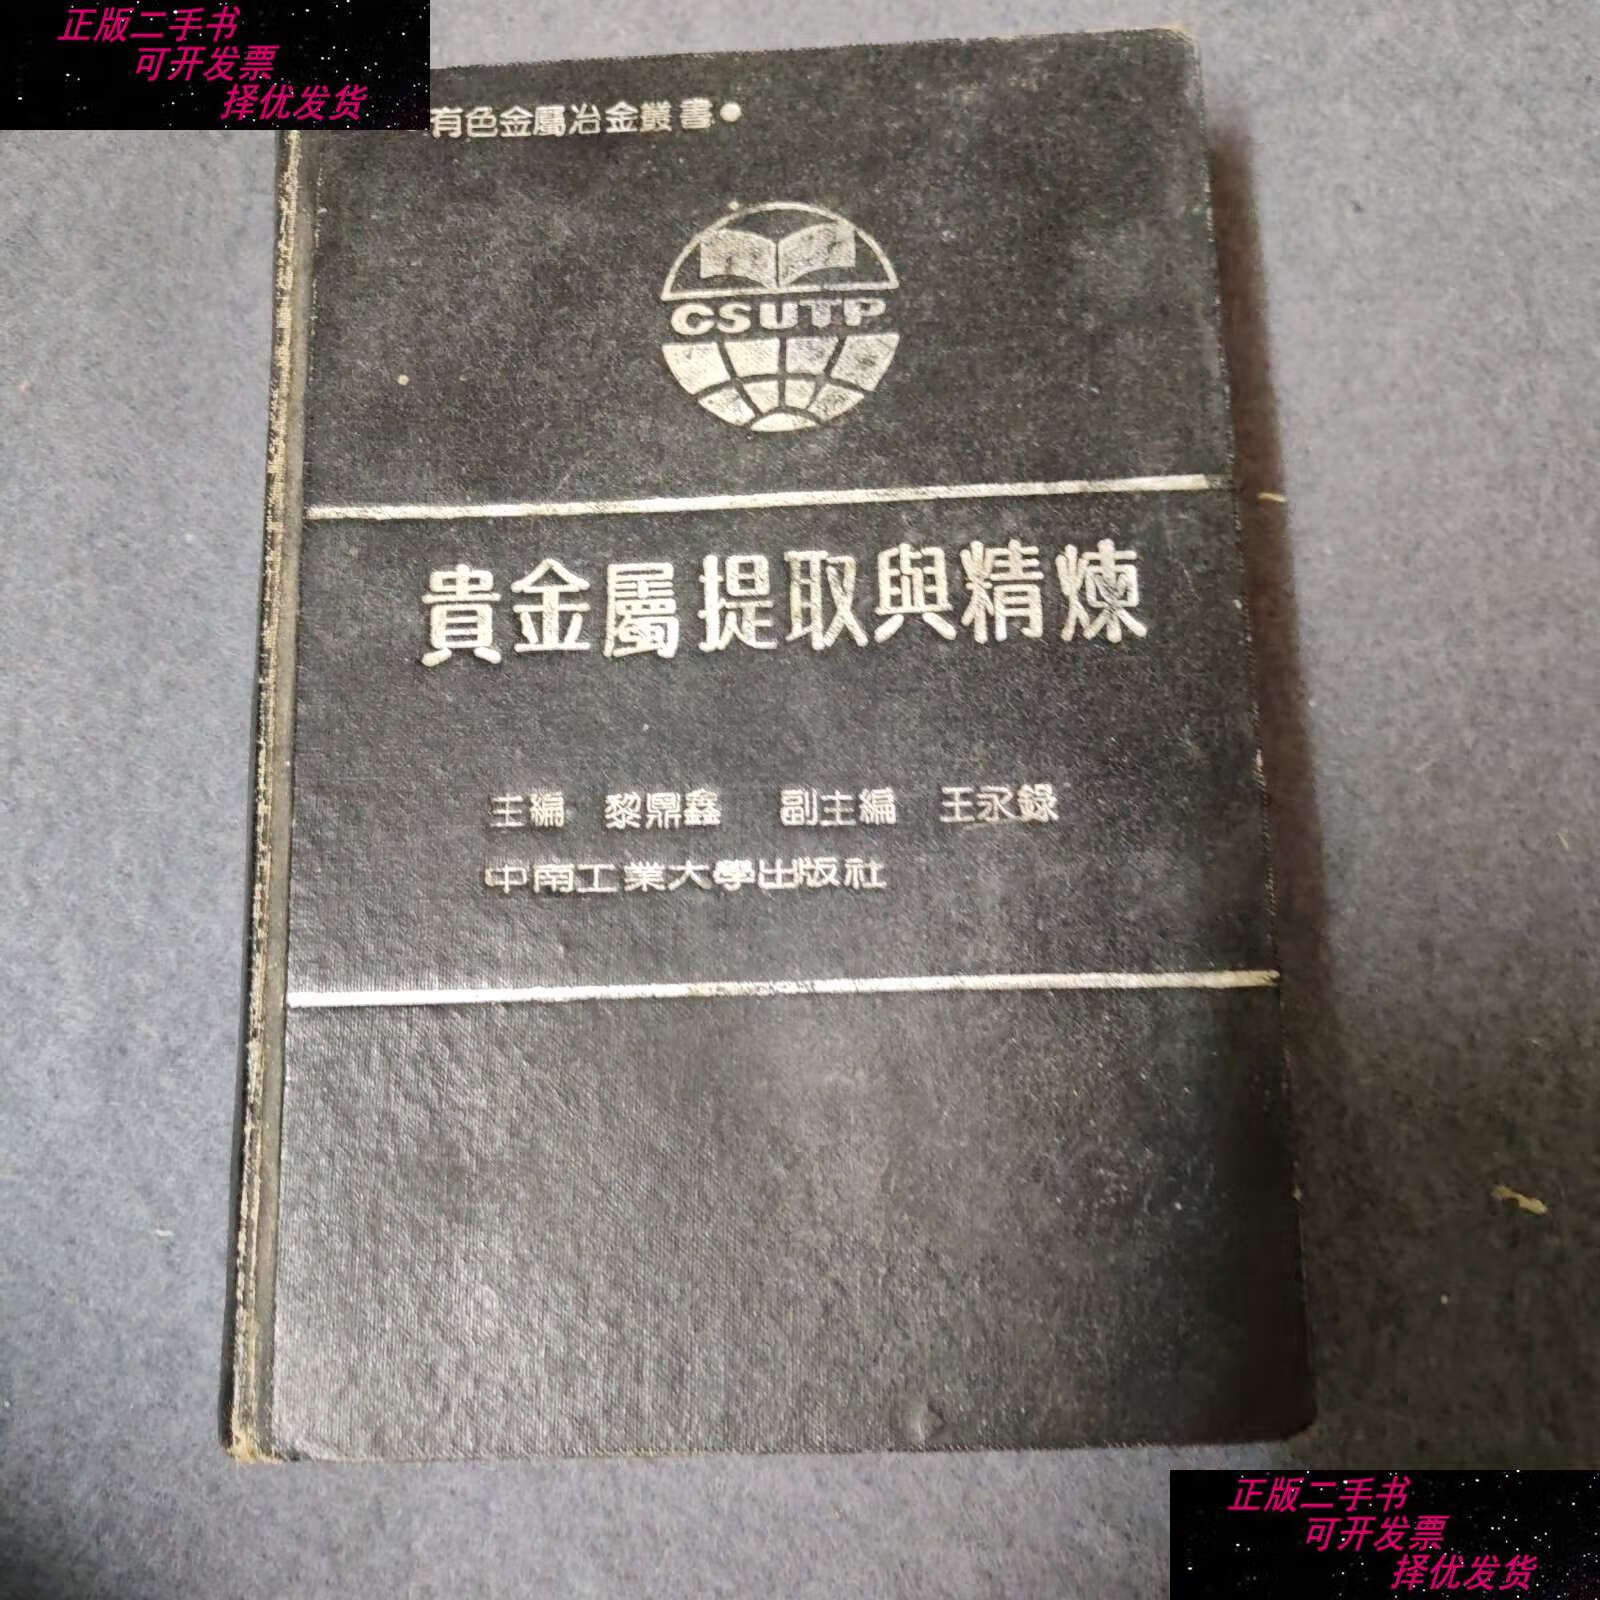 正版二手书
可开发票
择优发货
有色金屬冶金叢書●
CSUTP
貴金屬提取與精煉
主編 黎鼎鑫 副主編 王永錄
中南工業大學出版社
正版二手书
可开发票
择优发货